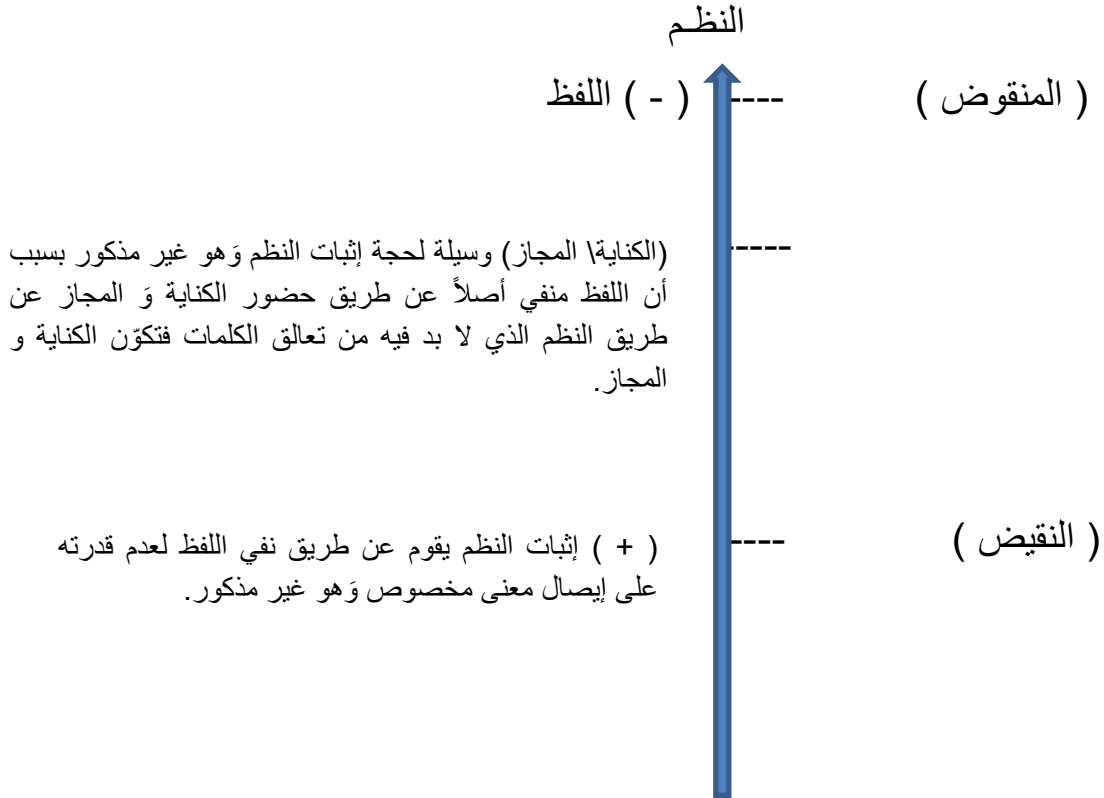 النظـم
( المنقوض ) ---- ( - ) اللفظ
----- (الكناية\ المجاز) وسيلة لحجة إثبات النظم وَهو غير مذكور بسبب
أن اللفظ منفي أصلاً عن طريق حضور الكناية وَ المجاز عن
طريق النظم الذي لا بد فيه من تعالق الكلمات فتكوّن الكناية و
المجاز.
( النقيض ) ---- ( + ) إثبات النظم يقوم عن طريق نفي اللفظ لعدم قدرته
على إيصال معنى مخصوص وَهو غير مذكور.